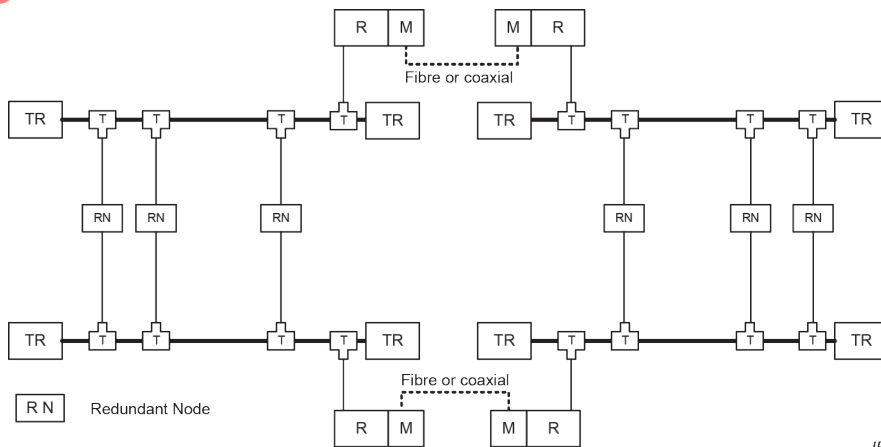 R M M R
Fibre or coaxial
TR T T T T TR TR T T T T TR
RN RN RN RN RN RN
TR T T T T TR TR T T T T TR
Fibre or coaxial
R N Redundant Node
R M M R